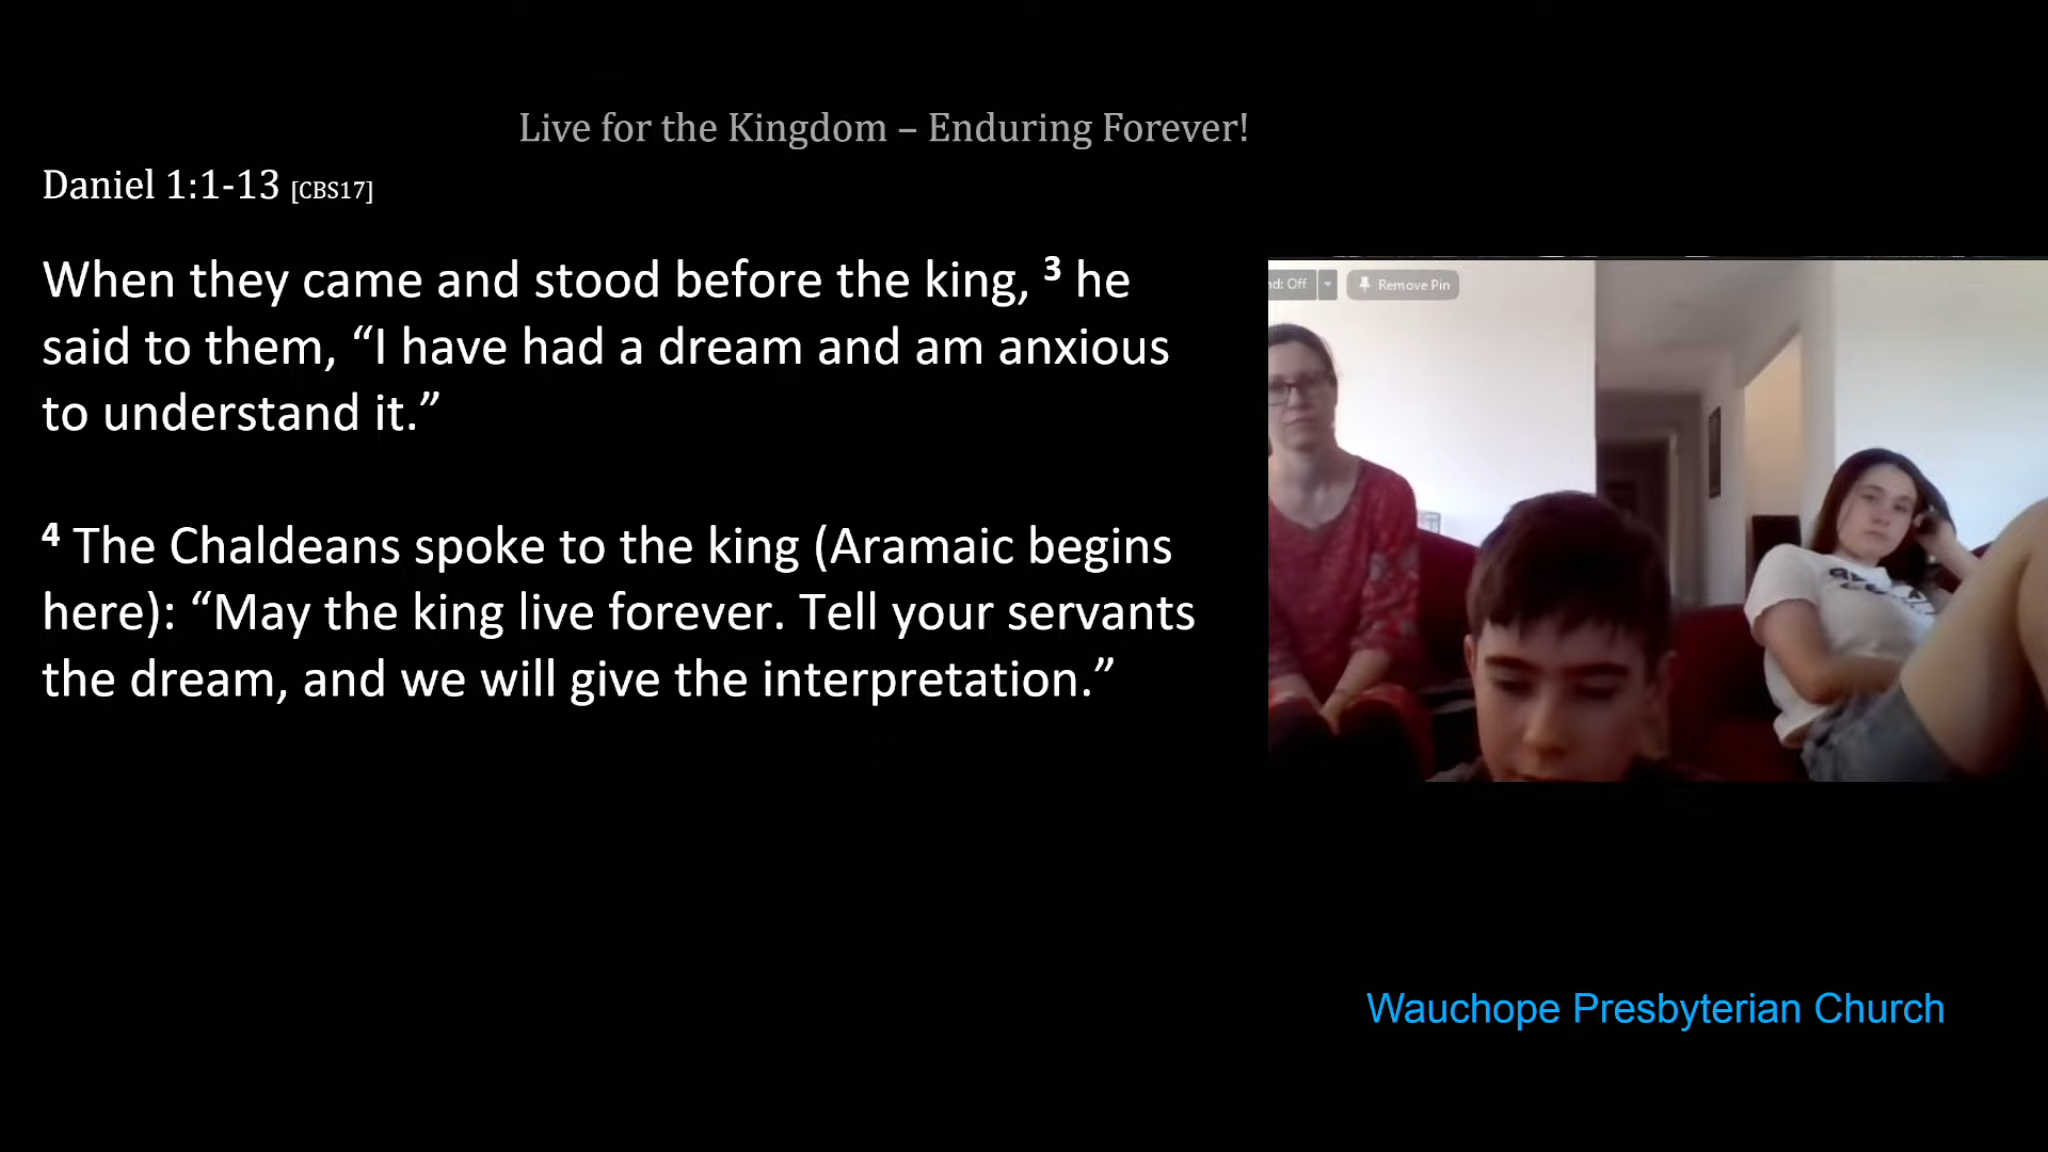 Live for the Kingdom – Enduring Forever!
Daniel 1:1-13 [CBS17]
When they came and stood before the king, ³ he
said to them, “I have had a dream and am anxious
to understand it.”
⁴ The Chaldeans spoke to the king (Aramaic begins
here): “May the king live forever. Tell your servants
the dream, and we will give the interpretation.”
nd: Off
Remove Pin
Wauchope Presbyterian Church